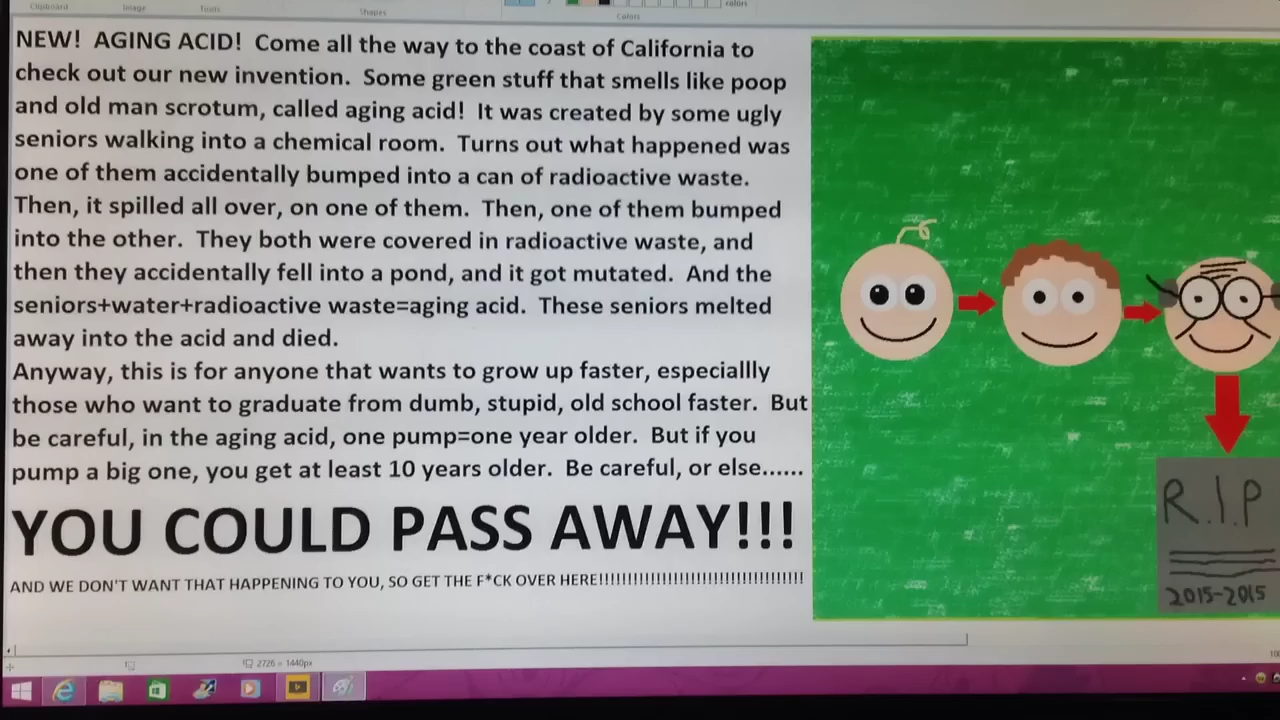 Clipboard Image Tools Shapes Colors colors
NEW! AGING ACID! Come all the way to the coast of California to
check out our new invention. Some green stuff that smells like poop
and old man scrotum, called aging acid! It was created by some ugly
seniors walking into a chemical room. Turns out what happened was
one of them accidentally bumped into a can of radioactive waste.
Then, it spilled all over, on one of them. Then, one of them bumped
into the other. They both were covered in radioactive waste, and
then they accidentally fell into a pond, and it got mutated. And the
seniors+water+radioactive waste=aging acid. These seniors melted
away into the acid and died.
Anyway, this is for anyone that wants to grow up faster, especiallly
those who want to graduate from dumb, stupid, old school faster. But
be careful, in the aging acid, one pump=one year older. But if you
pump a big one, you get at least 10 years older. Be careful, or else......
YOU COULD PASS AWAY!!!
AND WE DON'T WANT THAT HAPPENING TO YOU, SO GET THE F*CK OVER HERE!!!!!!!!!!!!!!!!!!!!!!!!!!!!!!!!!!!!
R.I.P
2015-2015
2726 × 1440px